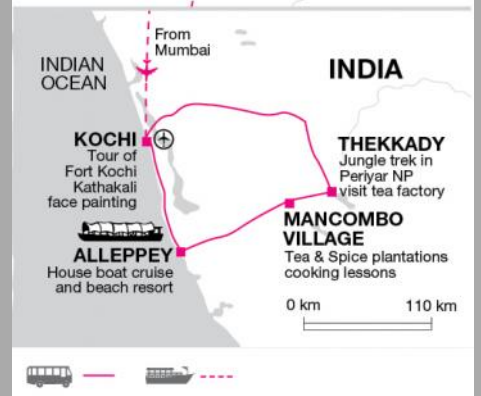 From
Mumbai
INDIAN
OCEAN
INDIA
KOCHI
Tour of
Fort Kochi
Kathakali
face painting
THEKKADY
Jungle trek in
Periyar NP
visit tea factory
MANCOMBO
VILLAGE
Tea & Spice plantations
cooking lessons
ALLEPPEY
House boat cruise
and beach resort
0 km 110 km